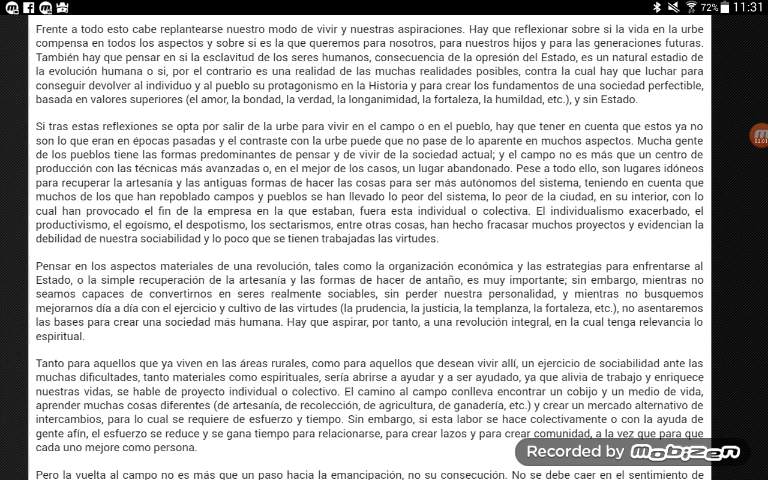 72% 11:31
Frente a todo esto cabe replantearse nuestro modo de vivir y nuestras aspiraciones. Hay que reflexionar sobre si la vida en la urbe
compensa en todos los aspectos y sobre si es la que queremos para nosotros, para nuestros hijos y para las generaciones futuras.
También hay que pensar en si la esclavitud de los seres humanos, consecuencia de la opresión del Estado, es un natural estadio de
la evolución humana o si, por el contrario es una realidad de las muchas realidades posibles, contra la cual hay que luchar para
conseguir devolver al individuo y al pueblo su protagonismo en la Historia y para crear los fundamentos de una sociedad perfectible,
basada en valores superiores (el amor, la bondad, la verdad, la longanimidad, la fortaleza, la humildad, etc.), y sin Estado.
Si tras estas reflexiones se opta por salir de la urbe para vivir en el campo o en el pueblo, hay que tener en cuenta que estos ya no
son lo que eran en épocas pasadas y el contraste con la urbe puede que no pase de lo aparente en muchos aspectos. Mucha gente
de los pueblos tiene las formas predominantes de pensar y de vivir de la sociedad actual; y el campo no es más que un centro de
producción con las técnicas más avanzadas o, en el mejor de los casos, un lugar abandonado. Pese a todo ello, son lugares idóneos
para recuperar la artesanía y las antiguas formas de hacer las cosas para ser más autónomos del sistema, teniendo en cuenta que
muchos de los que han repoblado campos y pueblos se han llevado lo peor del sistema, lo peor de la ciudad, en su interior, con lo
cual han provocado el fin de la empresa en la que estaban, fuera esta individual o colectiva. El individualismo exacerbado, el
productivismo, el egoísmo, el despotismo, los sectarismos, entre otras cosas, han hecho fracasar muchos proyectos y evidencian la
debilidad de nuestra sociabilidad y lo poco que se tienen trabajadas las virtudes.
Pensar en los aspectos materiales de una revolución, tales como la organización económica y las estrategias para enfrentarse al
Estado, o la simple recuperación de la artesanía y las formas de hacer de antaño, es muy importante; sin embargo, mientras no
seamos capaces de convertirnos en seres realmente sociables, sin perder nuestra personalidad, y mientras no busquemos
mejorarnos día a día con el ejercicio y cultivo de las virtudes (la prudencia, la justicia, la templanza, la fortaleza, etc.), no asentaremos
las bases para crear una sociedad más humana. Hay que aspirar, por tanto, a una revolución integral, en la cual tenga relevancia lo
espiritual.
Tanto para aquellos que ya viven en las áreas rurales, como para aquellos que desean vivir allí, un ejercicio de sociabilidad ante las
muchas dificultades, tanto materiales como espirituales, sería abrirse a ayudar y a ser ayudado, ya que alivia de trabajo y enriquece
nuestras vidas, se hable de proyecto individual o colectivo. El camino al campo conlleva encontrar un cobijo y un medio de vida,
aprender muchas cosas diferentes (de artesanía, de recolección, de agricultura, de ganadería, etc.) y crear un mercado alternativo de
intercambios, para lo cual se requiere de esfuerzo y tiempo. Sin embargo, si esta labor se hace colectivamente o con la ayuda de
gente afín, el esfuerzo se reduce y se gana tiempo para relacionarse, para crear lazos y para crear comunidad, a la vez que para que
cada uno mejore como persona.
Recorded by mobizen
Pero la vuelta al campo no es más que un paso hacia la emancipación, no su consecución. No se debe caer en el sentimiento de